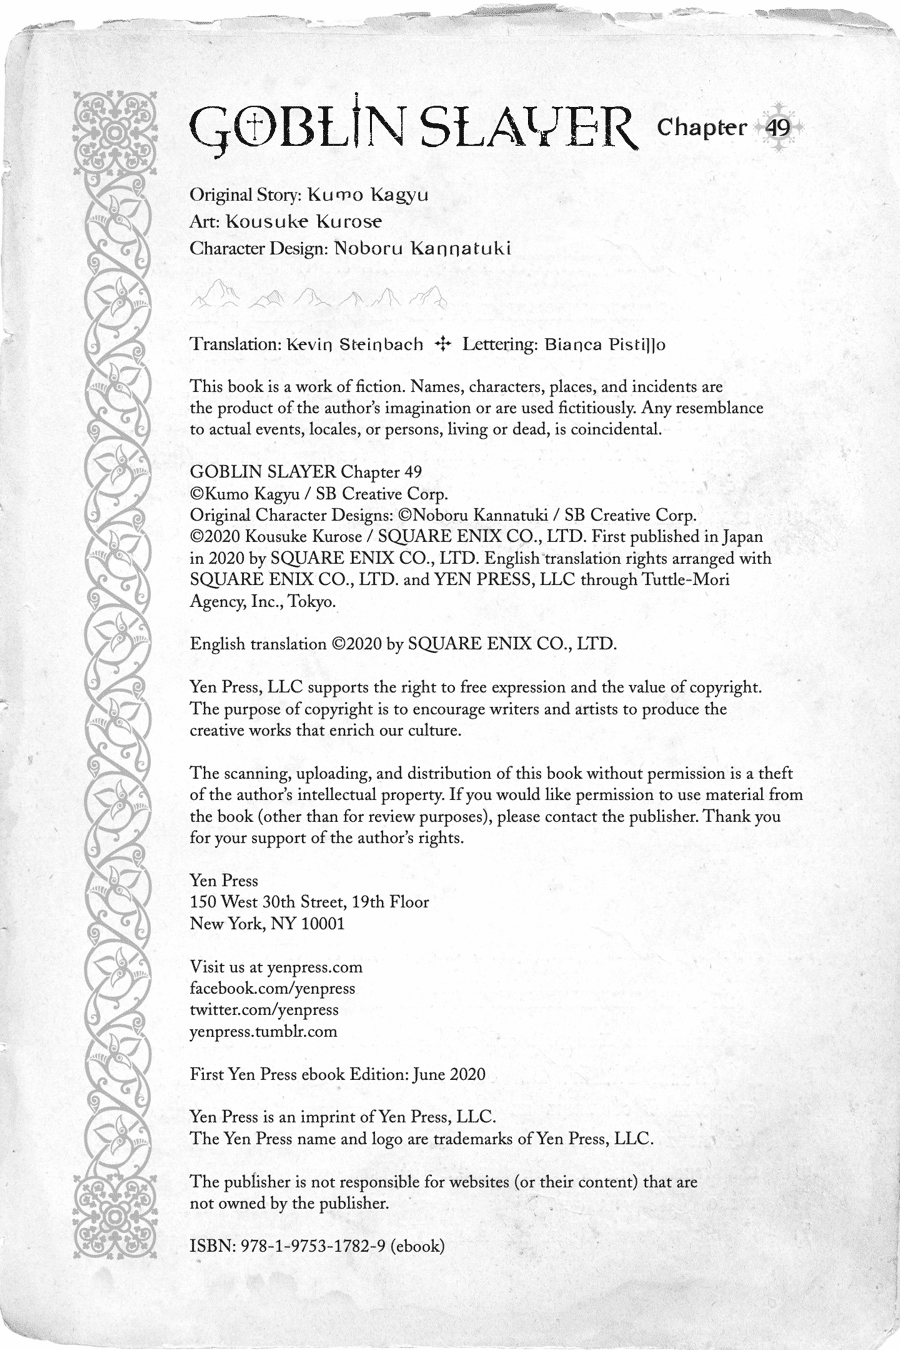 GOBLIN SLAYER Chapter 49
Original Story: Kumo Kagyu
Art: Kousuke Kurose
Character Design: Noboru Kannatuki
Translation: Kevin Steinbach Lettering: Bianca Pistillo
This book is a work of fiction. Names, characters, places, and incidents are
the product of the author's imagination or are used fictitiously. Any resemblance
to actual events, locales, or persons, living or dead, is coincidental.
GOBLIN SLAYER Chapter 49
©Kumo Kagyu / SB Creative Corp.
Original Character Designs: ©Noboru Kannatuki / SB Creative Corp.
©2020 Kousuke Kurose / SQUARE ENIX CO., LTD. First published in Japan
in 2020 by SQUARE ENIX CO., LTD. English translation rights arranged with
SQUARE ENIX CO., LTD. and YEN PRESS, LLC through Tuttle-Mori
Agency, Inc., Tokyo.
English translation ©2020 by SQUARE ENIX CO., LTD.
Yen Press, LLC supports the right to free expression and the value of copyright.
The purpose of copyright is to encourage writers and artists to produce the
creative works that enrich our culture.
The scanning, uploading, and distribution of this book without permission is a theft
of the author's intellectual property. If you would like permission to use material from
the book (other than for review purposes), please contact the publisher. Thank you
for your support of the author's rights.
Yen Press
150 West 30th Street, 19th Floor
New York, NY 10001
Visit us at yenpress.com
facebook.com/yenpress
twitter.com/yenpress
yenpress.tumblr.com
First Yen Press ebook Edition: June 2020
Yen Press is an imprint of Yen Press, LLC.
The Yen Press name and logo are trademarks of Yen Press, LLC.
The publisher is not responsible for websites (or their content) that are
not owned by the publisher.
ISBN: 978-1-9753-1782-9 (ebook)